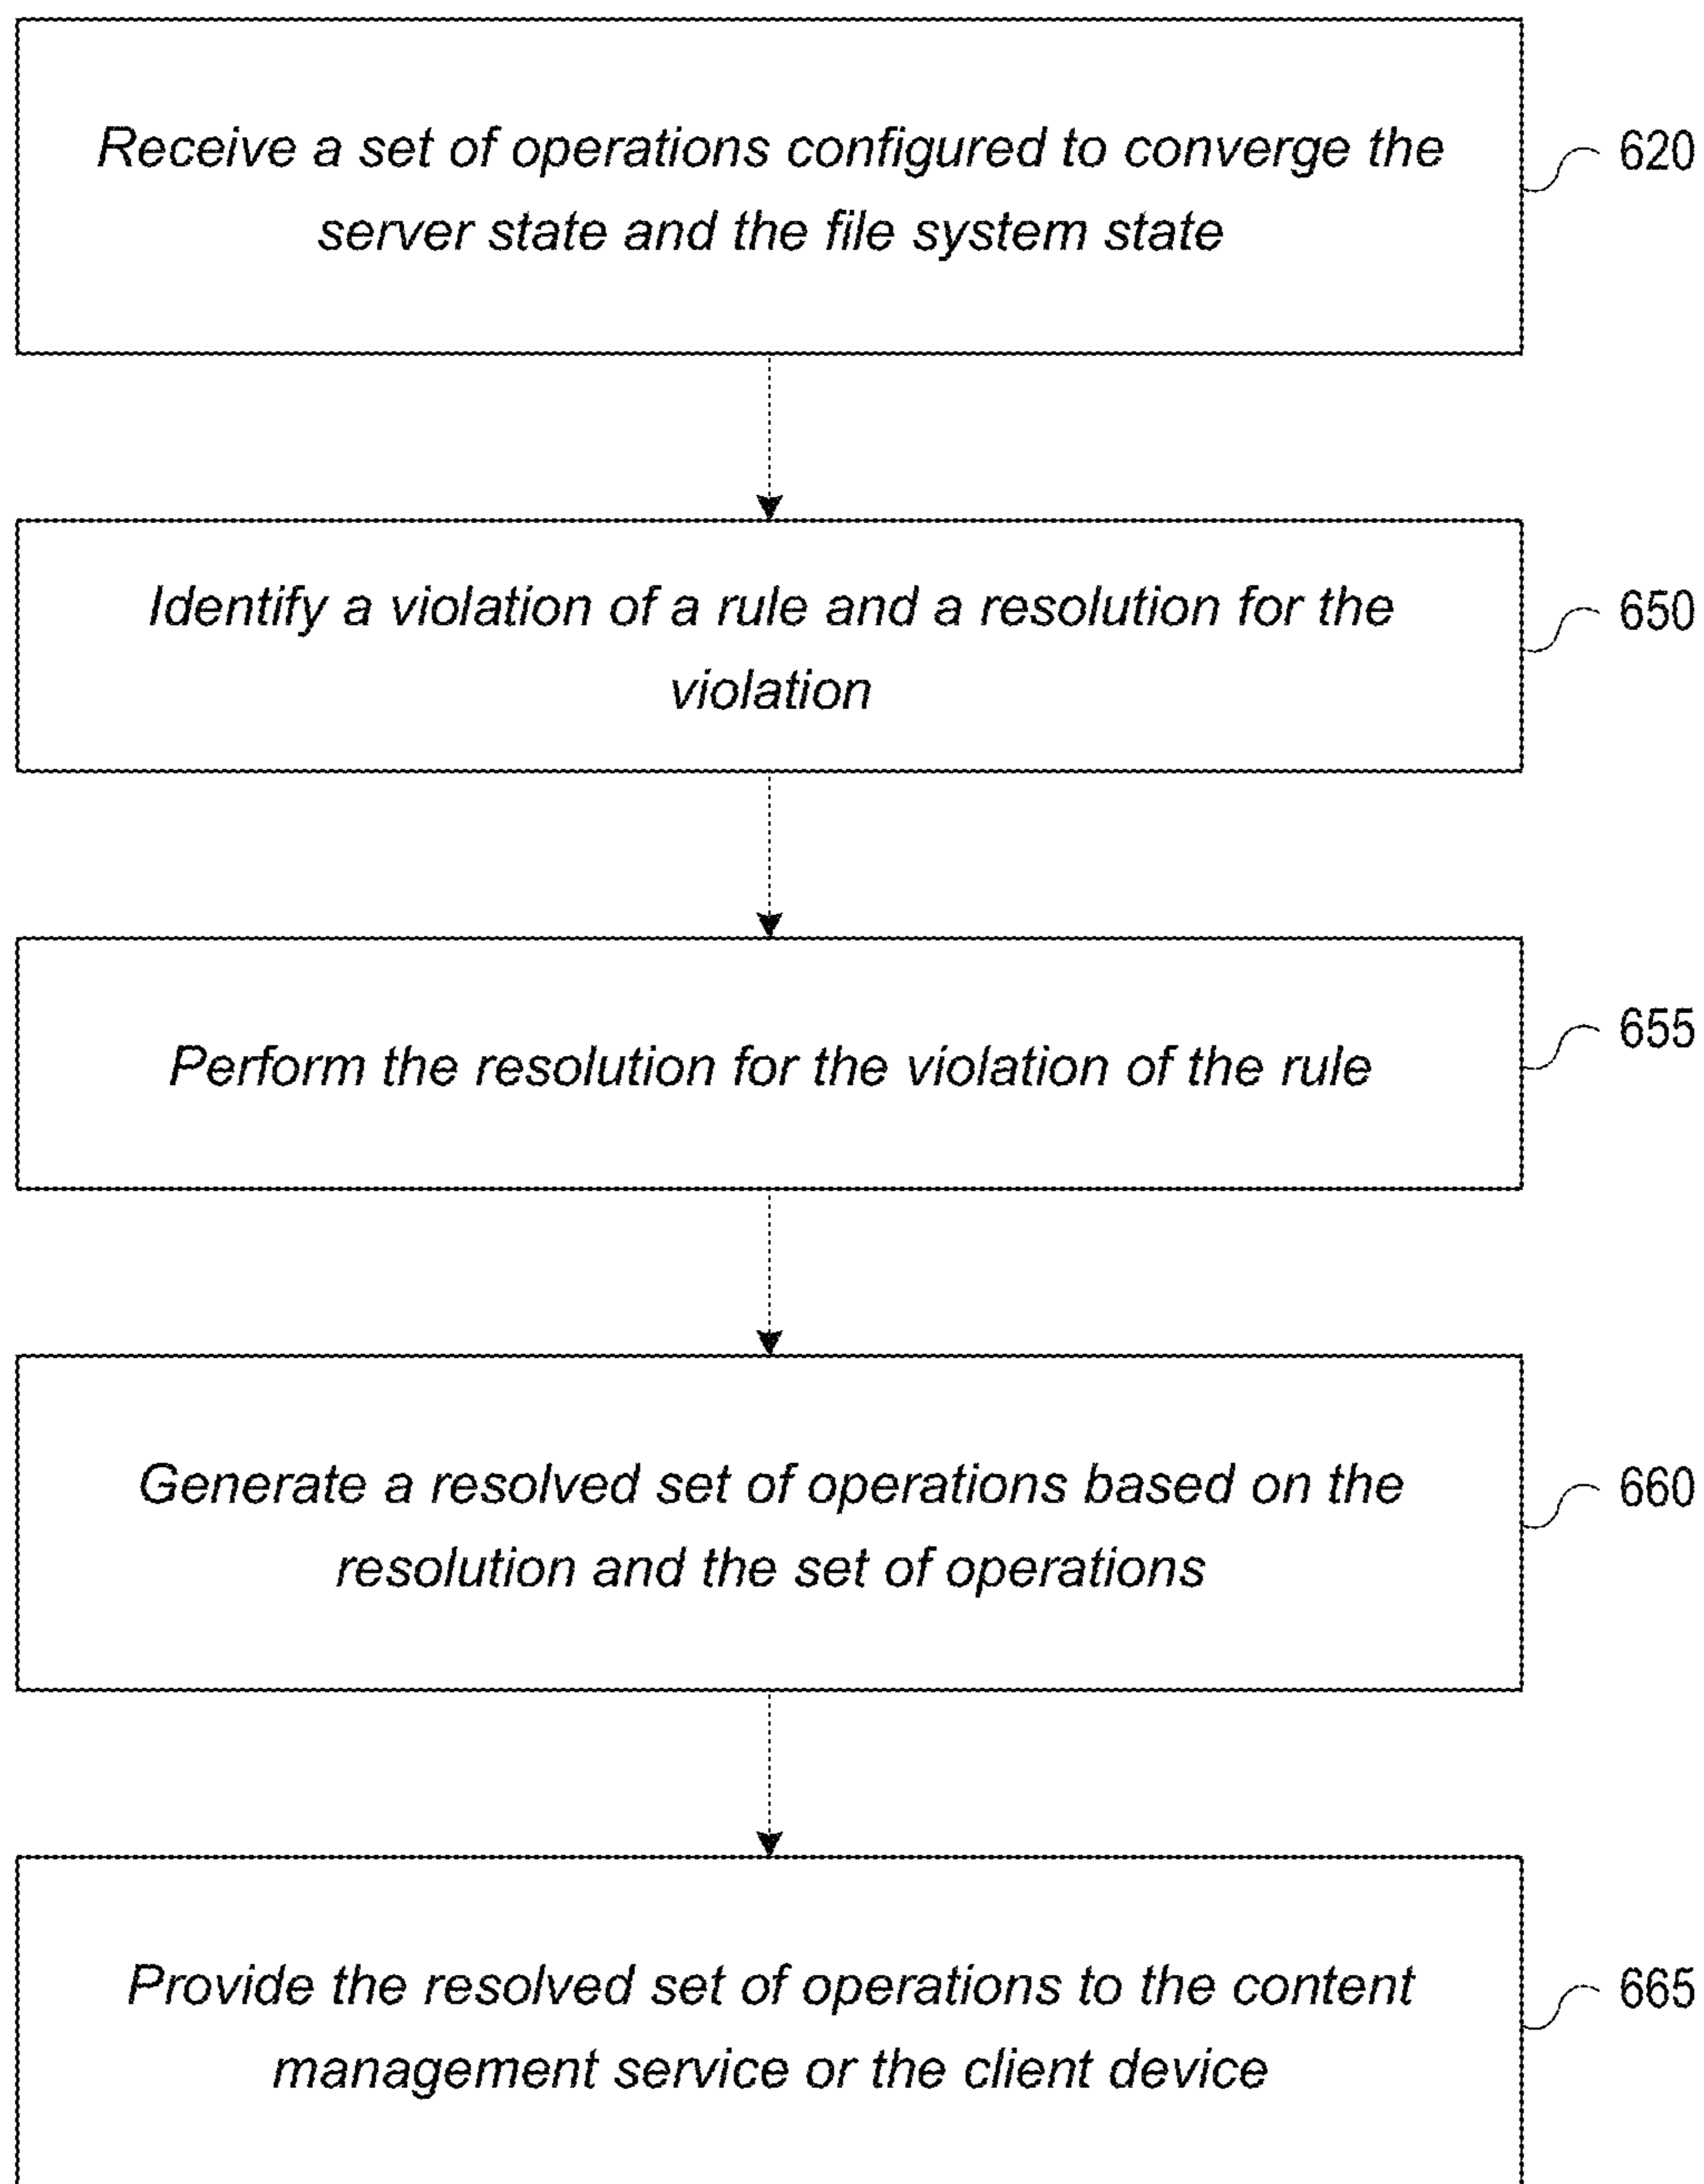 Receive a set of operations configured to converge the
server state and the file system state
620
Identify a violation of a rule and a resolution for the
violation
650
Perform the resolution for the violation of the rule
655
Generate a resolved set of operations based on the
resolution and the set of operations
660
Provide the resolved set of operations to the content
management service or the client device
665